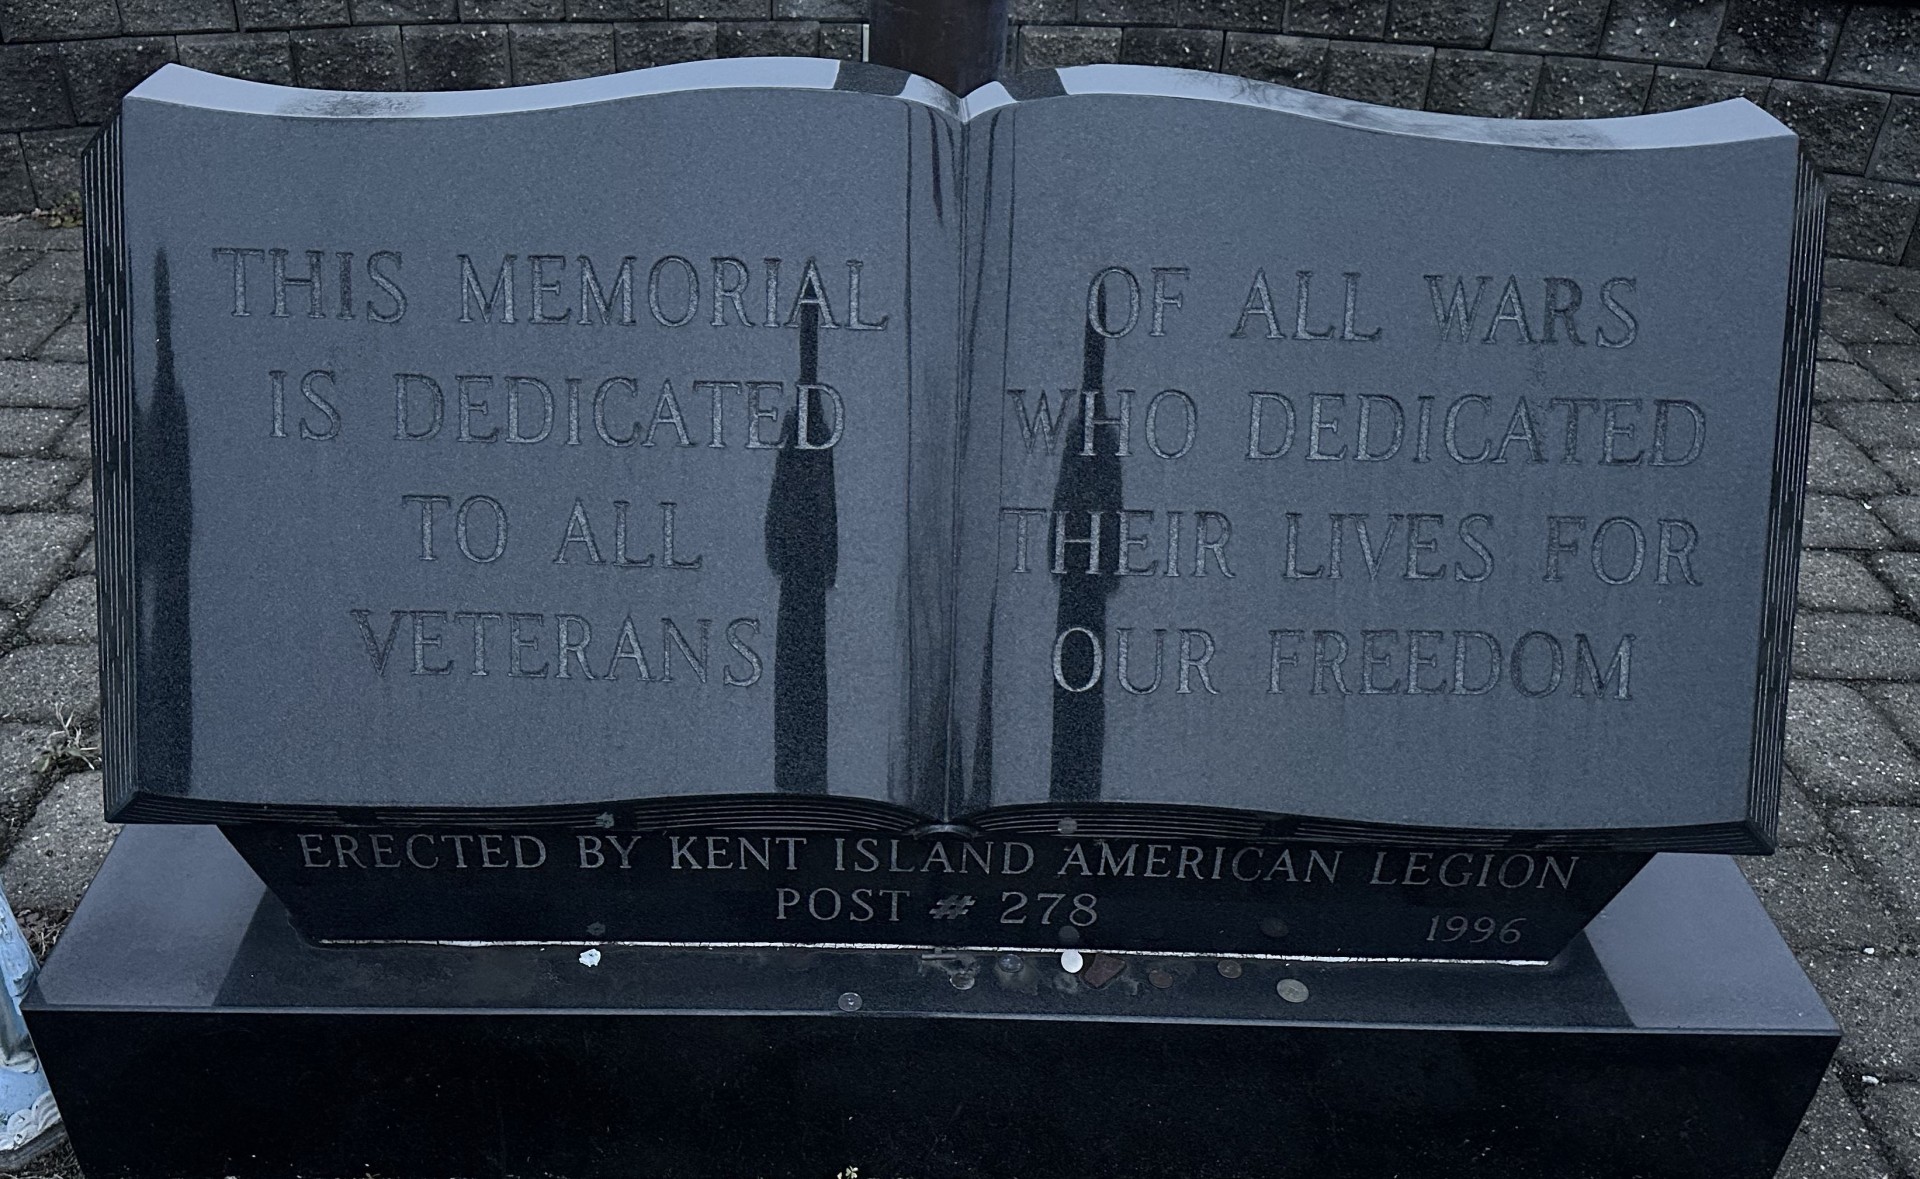 THIS MEMORIAL
IS DEDICATED
TO ALL
VETERANS
OF ALL WARS
WHO DEDICATED
THEIR LIVES FOR
OUR FREEDOM
ERECTED BY KENT ISLAND AMERICAN LEGION
POST # 278
1996